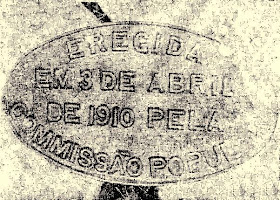 EREGIDA
EM 3 DE ABRIL
DE 1910 PELA
COMMISSÃO